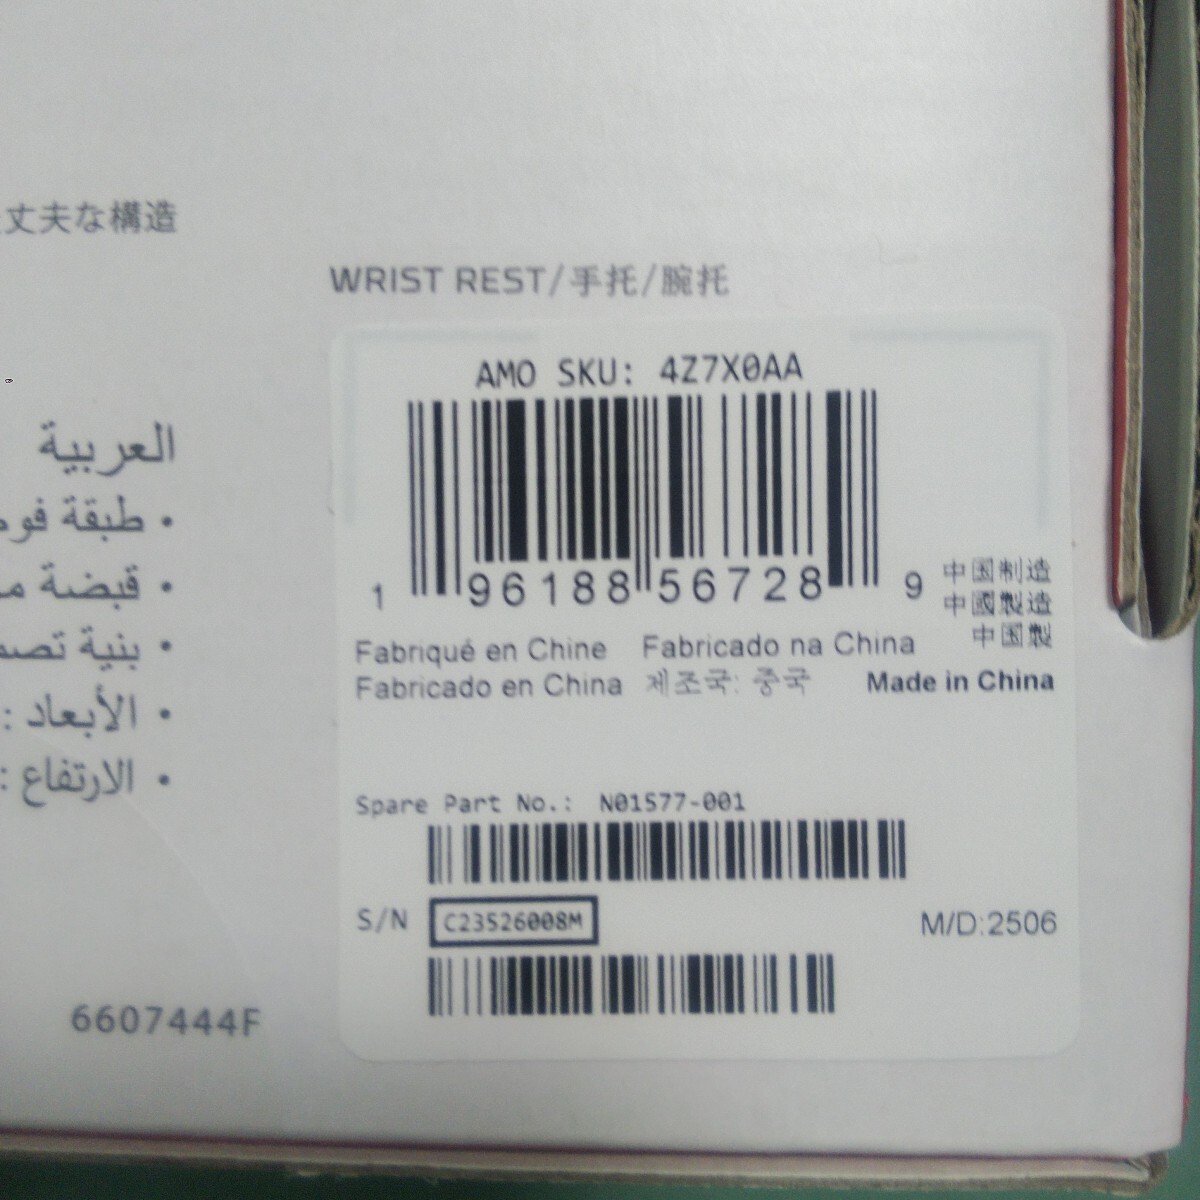 丈夫な構造
WRIST REST/手托/腕托
AMO SKU: 4Z7X0AA
1 96188 56728 9
中国制造
中國製造
中国製
Fabriqué en Chine Fabricado na China
Fabricado en China 제조국: 중국 Made in China
Spare Part No.: N01577-001
S/N C23526008M M/D:2506
العربية
• طبقة
• قبضة
• بنية
• الأبعاد :
• الارتفاع :
6607444F